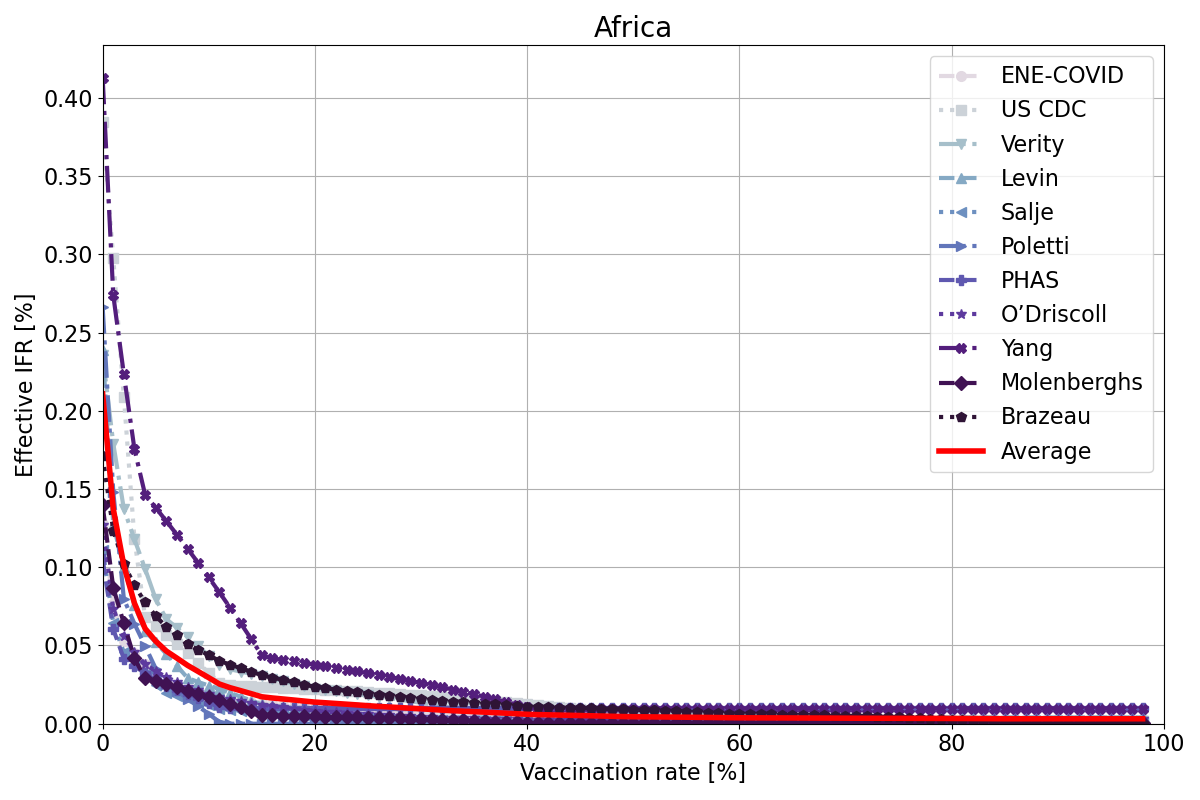 Africa
Effective IFR [%]
0.40
0.35
0.30
0.25
0.20
0.15
0.10
0.05
0.00
0
20
40
60
80
100
Vaccination rate [%]
ENE-COVID
US CDC
Verity
Levin
Salje
Poletti
PHAS
O’Driscoll
Yang
Molenberghs
Brazeau
Average